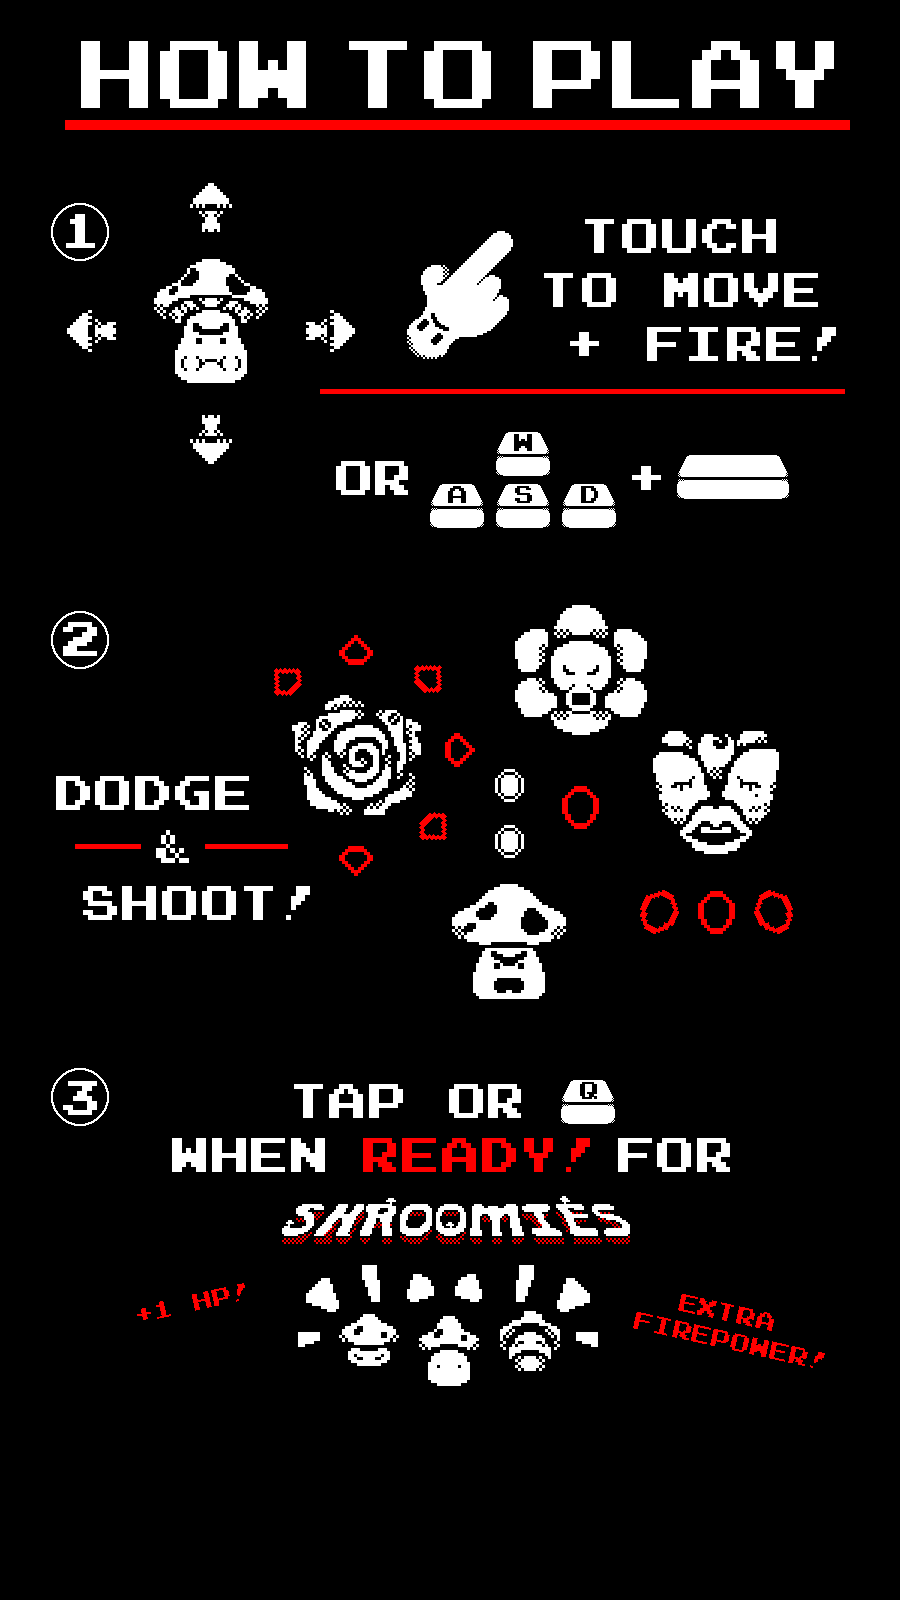 HOW TO PLAY
1
TOUCH
TO MOVE
+ FIRE!
OR W A S D +
2
DODGE
&
SHOOT!
3
TAP OR Q
WHEN READY! FOR
SHROOMIES
+1 HP!
EXTRA
FIREPOWER!